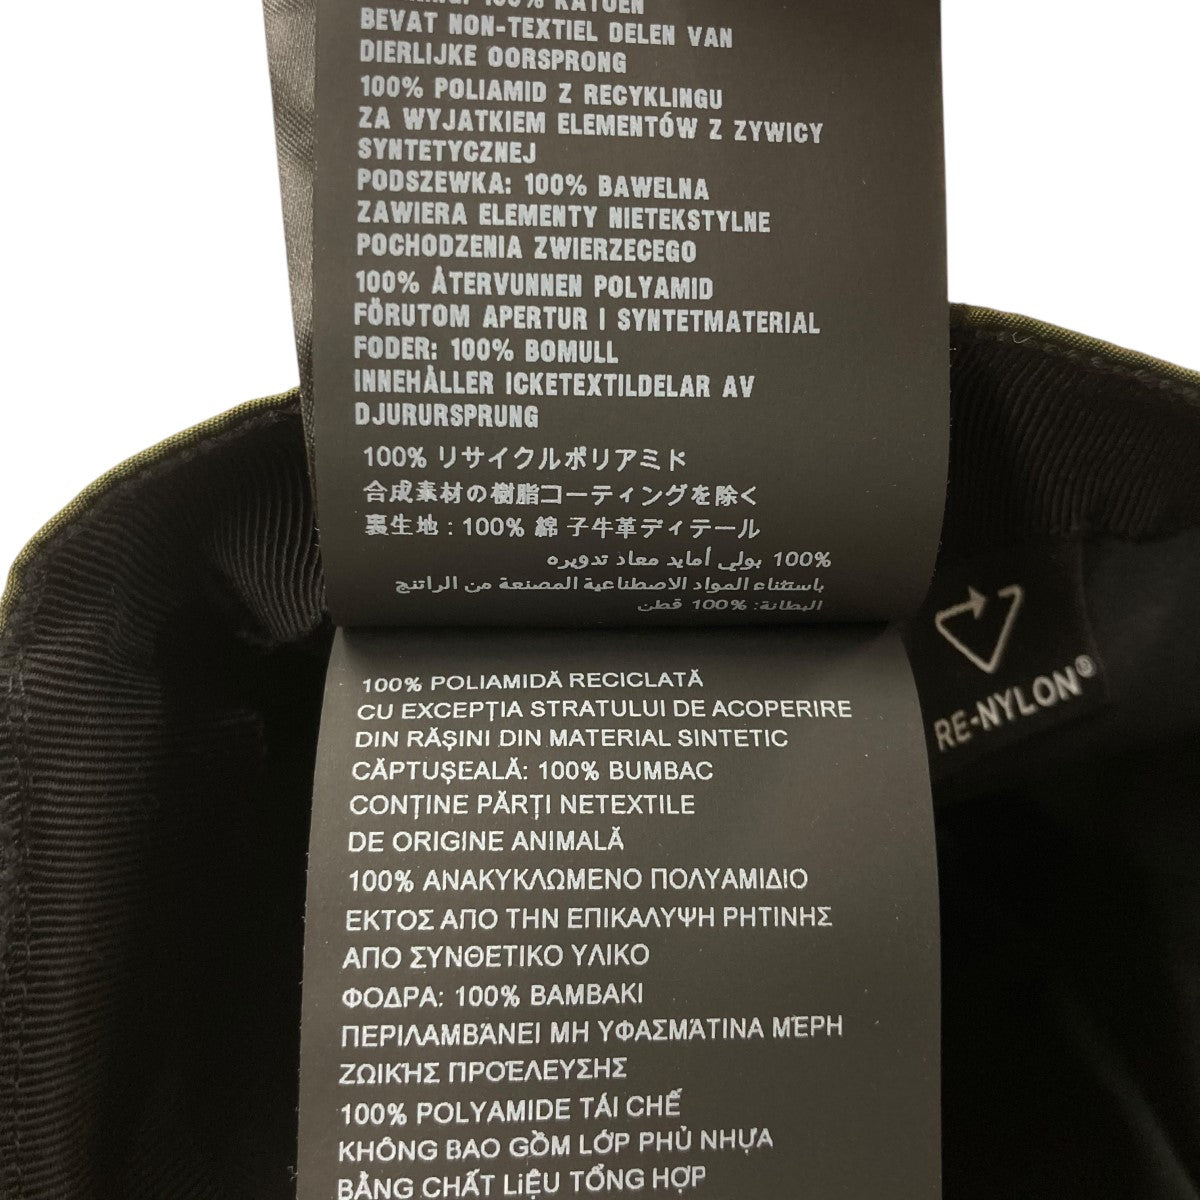 100% KATOEN
BEVAT NON-TEXTIEL DELEN VAN
DIERLIJKE OORSPRONG
100% POLIAMID Z RECYKLINGU
ZA WYJATKIEM ELEMENTÓW Z ZYWICY
SYNTETYCZNEJ
PODSZEWKA: 100% BAWELNA
ZAWIERA ELEMENTY NIETEKSTYLNE
POCHODZENIA ZWIERZECEGO
100% ÅTERVUNNEN POLYAMID
FÖRUTOM APERTUR I SYNTETMATERIAL
FODER: 100% BOMULL
INNEHÅLLER ICKETEXTILDELAR AV
DJURURSPRUNG
100% リサイクルポリアミド
合成素材の樹脂コーティングを除く
裏生地 : 100% 綿 子牛革ディテール
100% بولي أمايد معاد تدويره
باستثناء المواد الاصطناعية المصنعة من الراتنج
البطانة: 100% قطن
100% POLIAMIDĂ RECICLATĂ
CU EXCEPȚIA STRATULUI DE ACOPERIRE
DIN RĂȘINI DIN MATERIAL SINTETIC
CĂPTUȘEALĂ: 100% BUMBAC
CONȚINE PĂRȚI NETEXTILE
DE ORIGINE ANIMALĂ
100% ΑΝΑΚΥΚΛΩΜΕΝΟ ΠΟΛΥΑΜΙΔΙΟ
ΕΚΤΟΣ ΑΠΟ ΤΗΝ ΕΠΙΚΑΛΥΨΗ ΡΗΤΙΝΗΣ
ΑΠΟ ΣΥΝΘΕΤΙΚΟ ΥΛΙΚΟ
ΦΟΔΡΑ: 100% ΒΑΜΒΑΚΙ
ΠΕΡΙΛΑΜΒΆΝΕΙ ΜΗ ΥΦΑΣΜΆΤΙΝΑ ΜΈΡΗ
ΖΩΙΚΉΣ ΠΡΟΈΛΕΥΣΗΣ
100% POLYAMIDE TÁI CHẾ
KHÔNG BAO GỒM LỚP PHỦ NHỰA
BẰNG CHẤT LIỆU TỔNG HỢP
RE-NYLON®